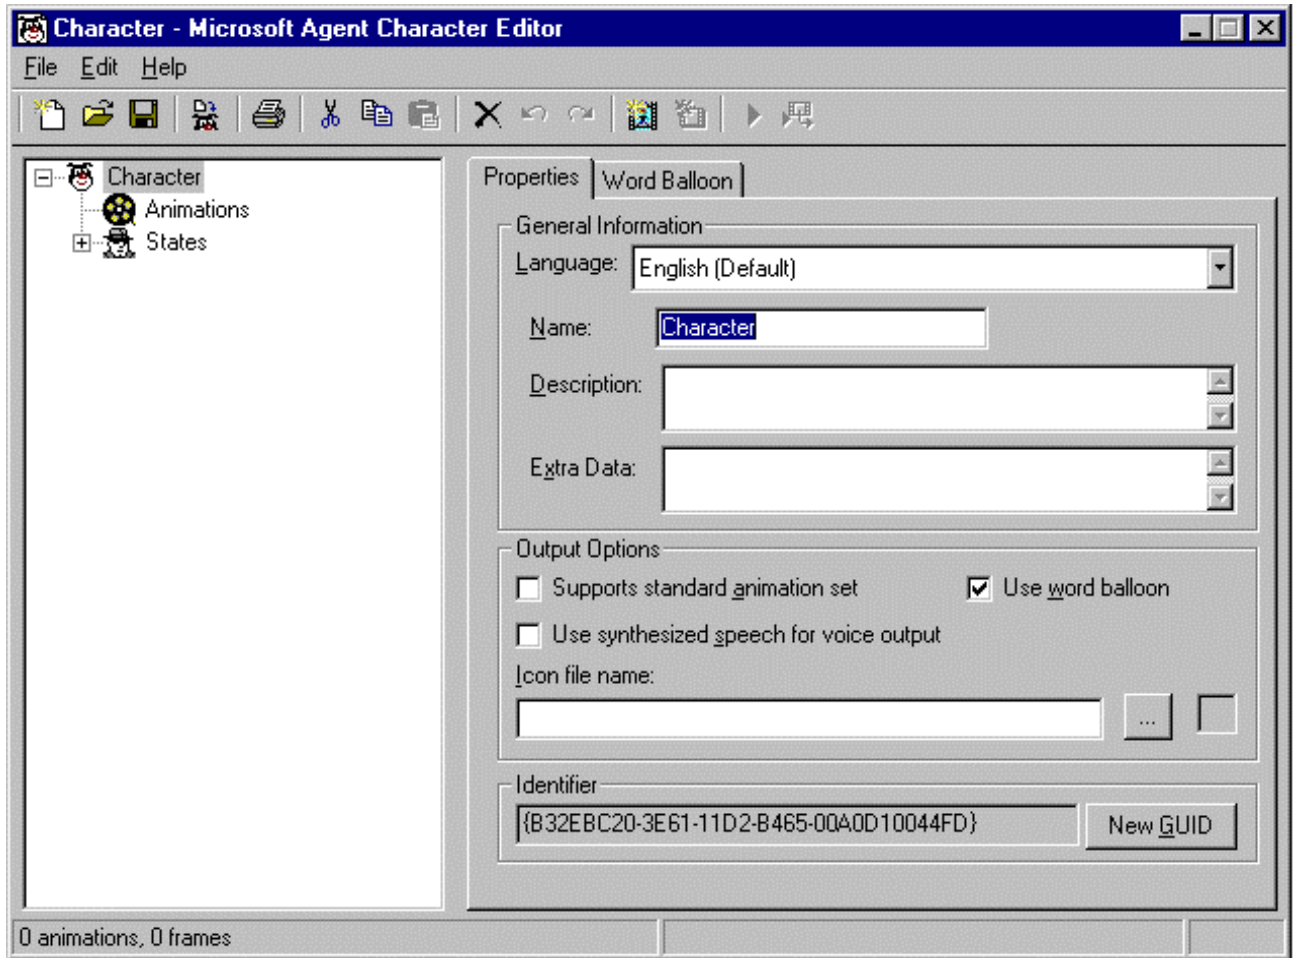 Character - Microsoft Agent Character Editor
File Edit Help
Character
Animations
States
Properties Word Balloon
General Information
Language: English (Default)
Name: Character
Description:
Extra Data:
Output Options
Supports standard animation set Use word balloon
Use synthesized speech for voice output
Icon file name:
...
Identifier
{B32EBC20-3E61-11D2-B465-00A0D10044FD} New GUID
0 animations, 0 frames